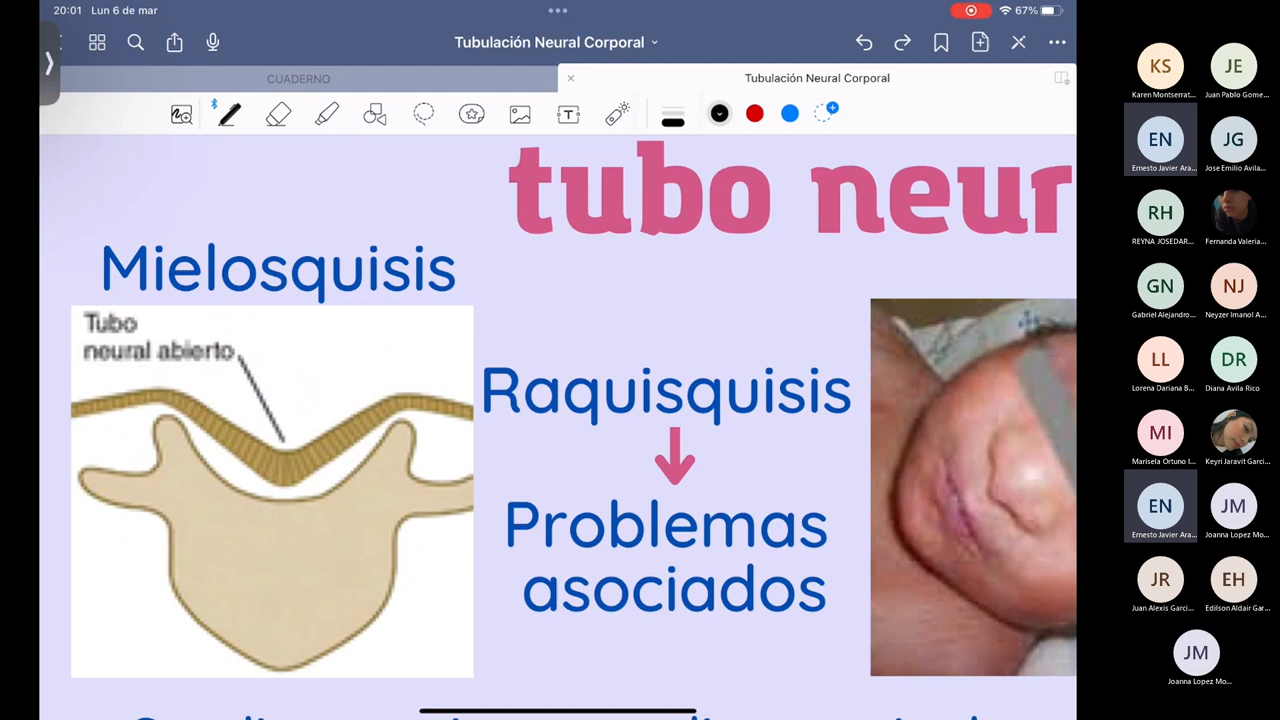 20:01 Lun 6 de mar
67%
Tubulación Neural Corporal
CUADERNO
Tubulación Neural Corporal
tubo neur
Mielosquisis
Tubo
neural abierto
Raquisquisis
Problemas
asociados
KS
Karen Montserrat...
JE
Juan Pablo Gome...
EN
Ernesto Javier Ara...
JG
Jose Emilio Avila...
RH
REYNA JOSEDAR...
Fernanda Valeria...
GN
Gabriel Alejandro...
NJ
Neyzer Imanol A...
LL
Lorena Dariana B...
DR
Diana Avila Rico
MI
Marisela Ortuno I...
Keyri Jaravit Garci...
EN
Ernesto Javier Ara...
JM
Joanna Lopez Mo...
JR
Juan Alexis Garci...
EH
Edilson Aldair Gar...
JM
Joanna Lopez Mo...